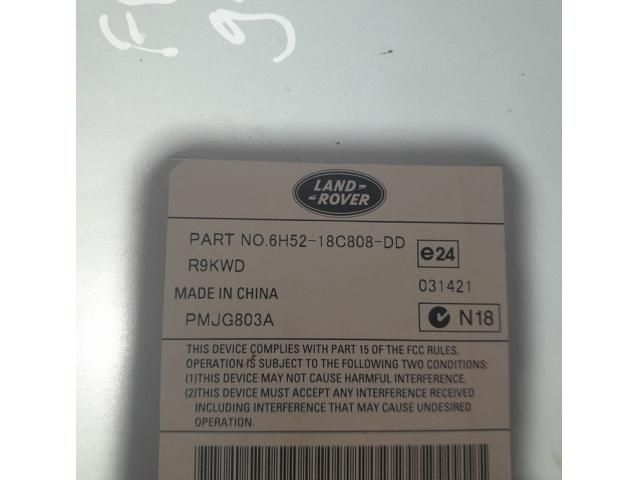 LAND
ROVER
PART NO.6H52-18C808-DD
e24
R9KWD
031421
MADE IN CHINA
PMJG803A
N18
THIS DEVICE COMPLIES WITH PART 15 OF THE FCC RULES.
OPERATION IS SUBJECT TO THE FOLLOWING TWO CONDITIONS:
(1)THIS DEVICE MAY NOT CAUSE HARMFUL INTERFERENCE.
(2)THIS DEVICE MUST ACCEPT ANY INTERFERENCE RECEIVED
INCLUDING INTERFERENCE THAT MAY CAUSE UNDESIRED
OPERATION.